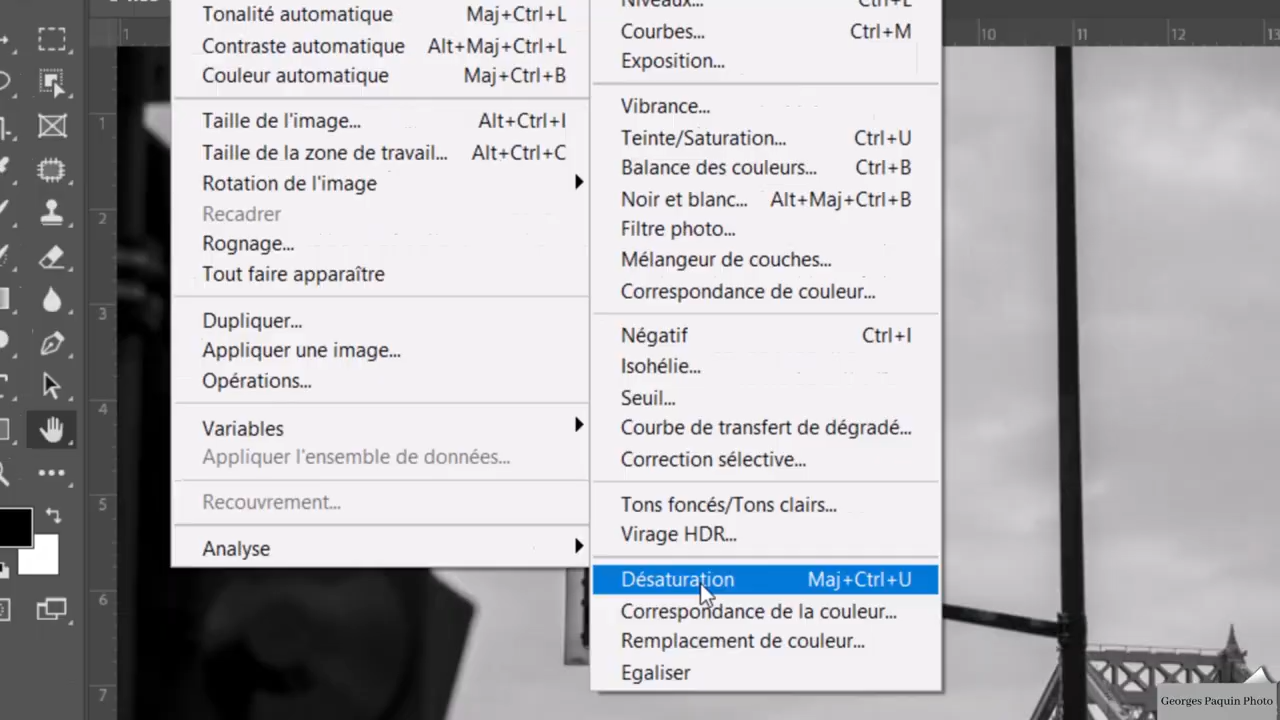 Tonalité automatique Maj+Ctrl+L
Contraste automatique Alt+Maj+Ctrl+L
Couleur automatique Maj+Ctrl+B
Taille de l'image... Alt+Ctrl+I
Taille de la zone de travail... Alt+Ctrl+C
Rotation de l'image
Recadrer
Rognage...
Tout faire apparaître
Dupliquer...
Appliquer une image...
Opérations...
Variables
Appliquer l'ensemble de données...
Recouvrement...
Analyse
Niveaux... Ctrl+L
Courbes... Ctrl+M
Exposition...
Vibrance...
Teinte/Saturation... Ctrl+U
Balance des couleurs... Ctrl+B
Noir et blanc... Alt+Maj+Ctrl+B
Filtre photo...
Mélangeur de couches...
Correspondance de couleur...
Négatif Ctrl+I
Isohélie...
Seuil...
Courbe de transfert de dégradé...
Correction sélective...
Tons foncés/Tons clairs...
Virage HDR...
Désaturation Maj+Ctrl+U
Correspondance de la couleur...
Remplacement de couleur...
Egaliser
1
10
11
12
13
1
2
3
4
5
6
7
Georges Paquin Photo